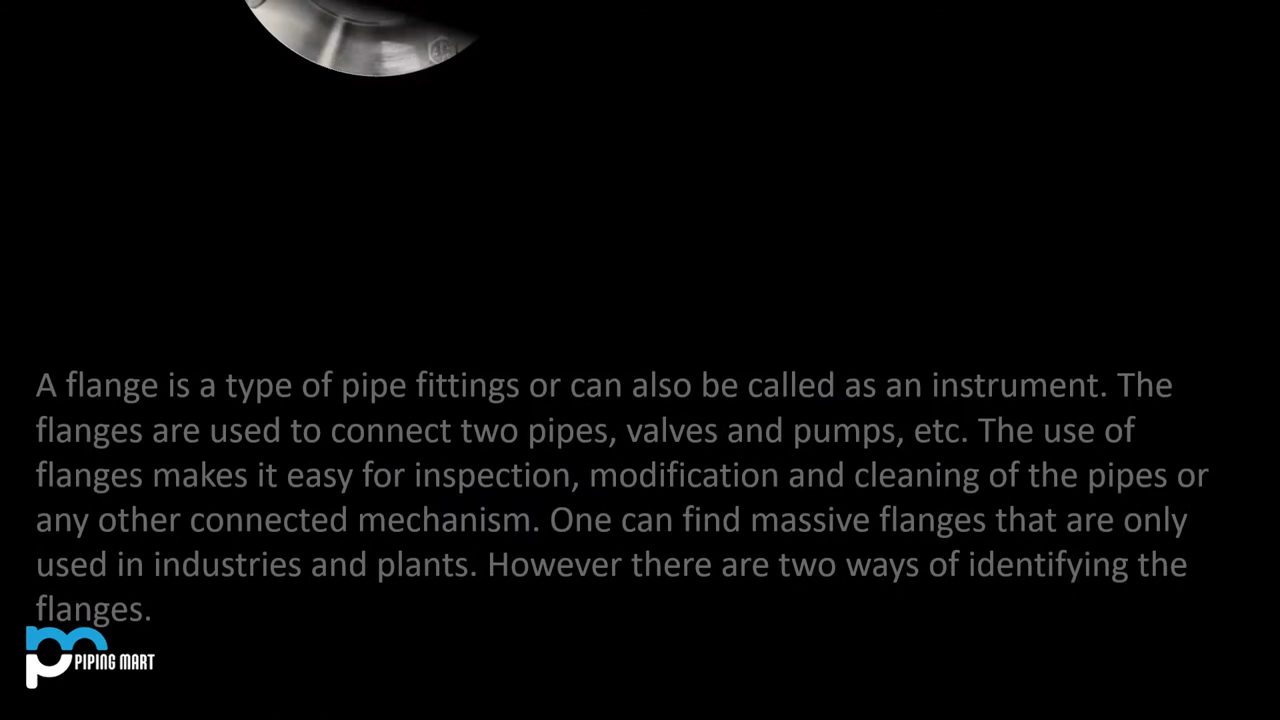 A flange is a type of pipe fittings or can also be called as an instrument. The
flanges are used to connect two pipes, valves and pumps, etc. The use of
flanges makes it easy for inspection, modification and cleaning of the pipes or
any other connected mechanism. One can find massive flanges that are only
used in industries and plants. However there are two ways of identifying the
flanges.
PIPING MART